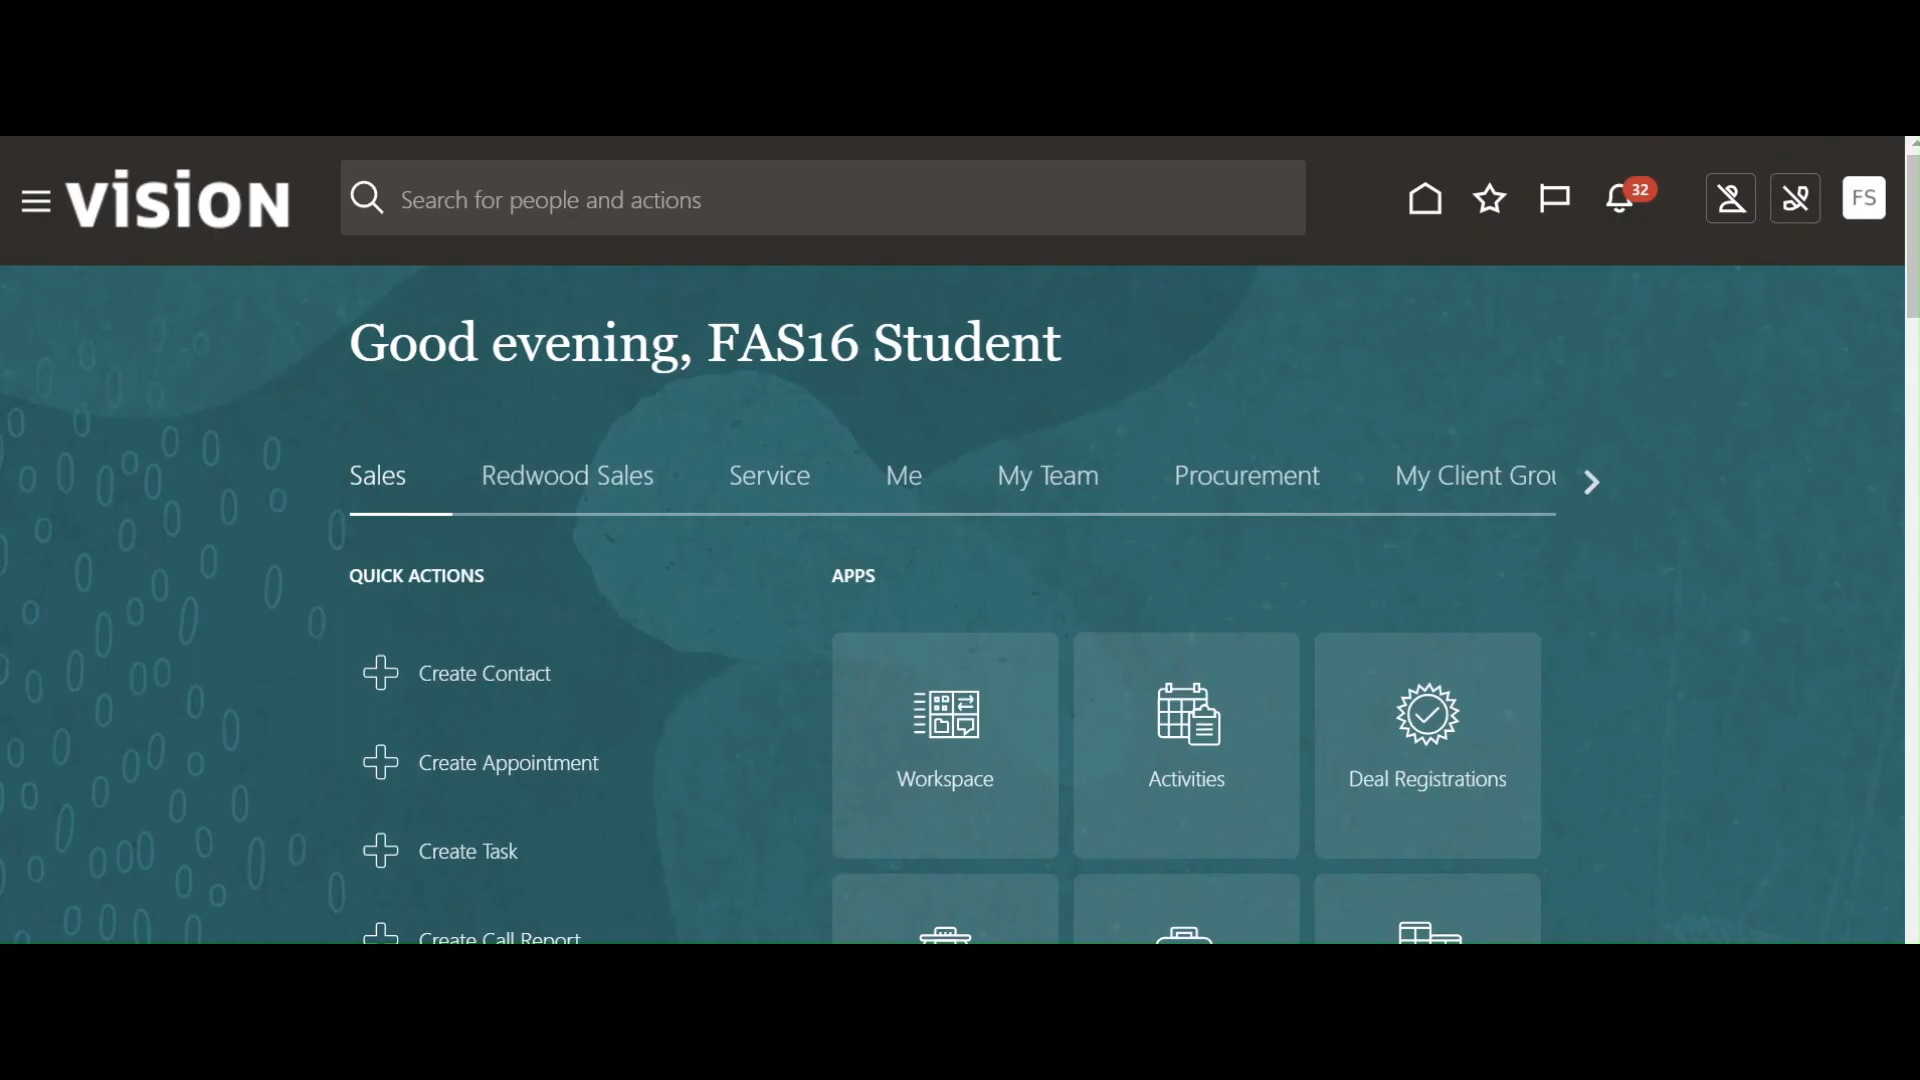 VISION
Search for people and actions
32
FS
Good evening, FAS16 Student
Sales
Redwood Sales
Service
Me
My Team
Procurement
My Client Grou
QUICK ACTIONS
APPS
Create Contact
Create Appointment
Create Task
Create Call Report
Workspace
Activities
Deal Registrations